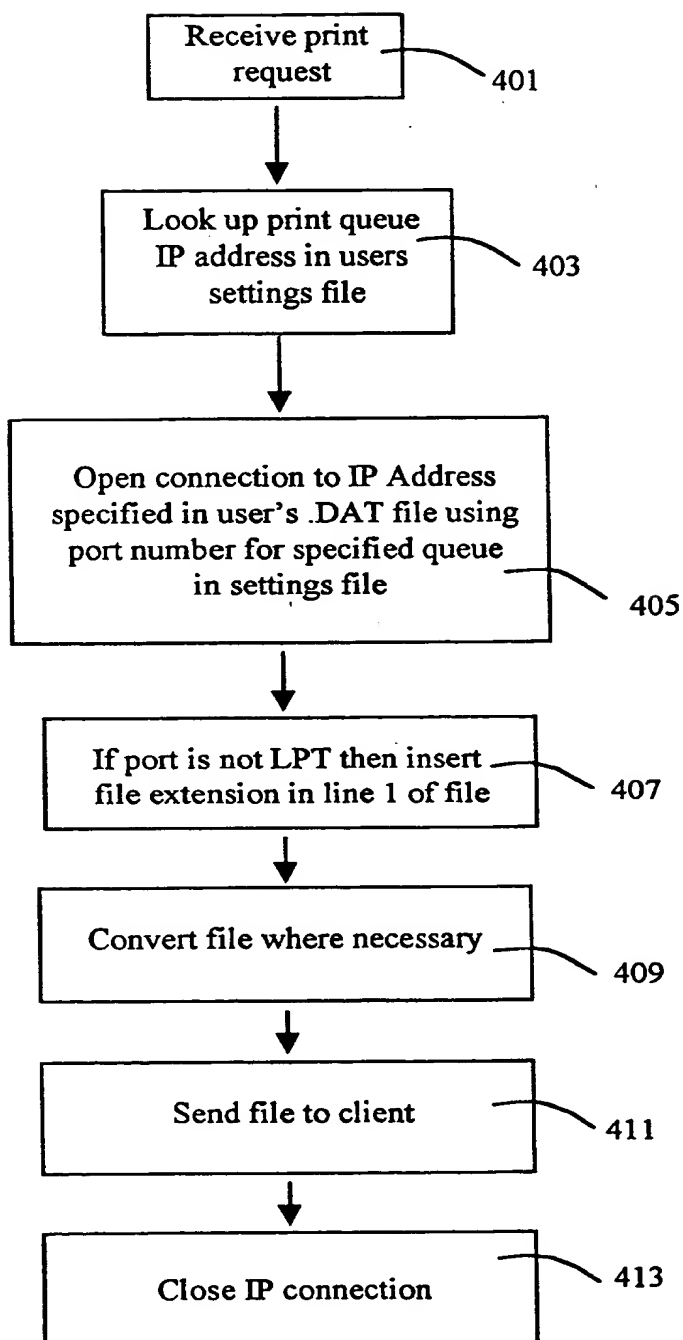 Receive print
request
401
Look up print queue
IP address in users
settings file
403
Open connection to IP Address
specified in user's .DAT file using
port number for specified queue
in settings file
405
If port is not LPT then insert
file extension in line 1 of file
407
Convert file where necessary
409
Send file to client
411
Close IP connection
413